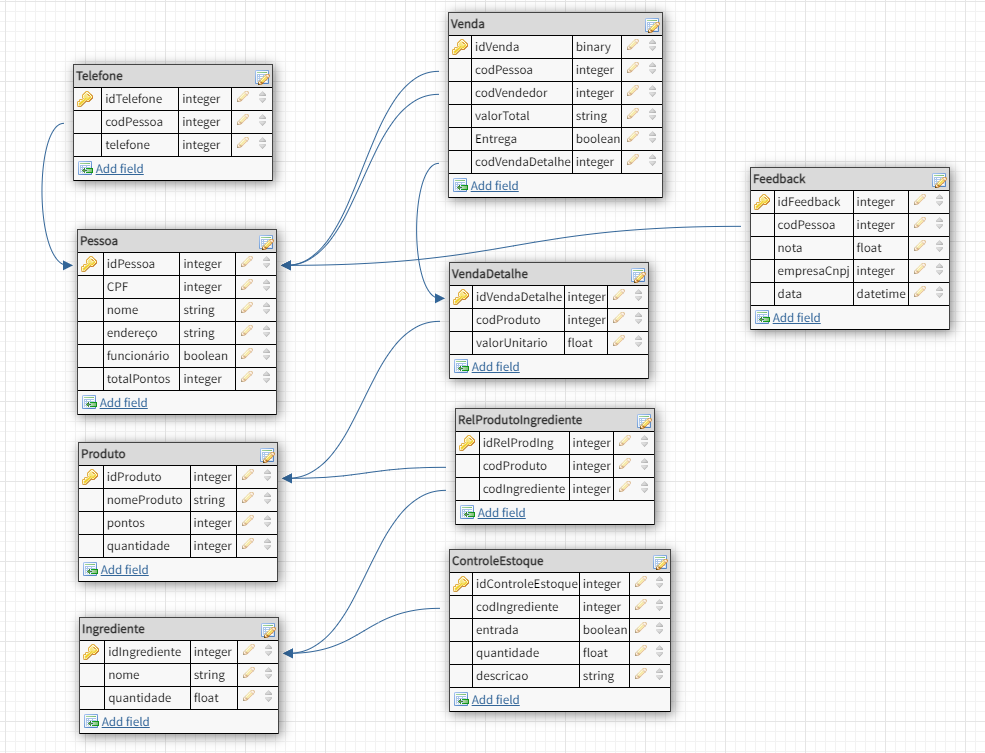 Telefone
idTelefone integer
codPessoa integer
telefone integer
Add field
Pessoa
idPessoa integer
CPF integer
nome string
endereço string
funcionário boolean
totalPontos integer
Add field
Produto
idProduto integer
nomeProduto string
pontos integer
quantidade integer
Add field
Ingrediente
idIngrediente integer
nome string
quantidade float
Add field
Venda
idVenda binary
codPessoa integer
codVendedor integer
valorTotal string
Entrega boolean
codVendaDetalhe integer
Add field
VendaDetalhe
idVendaDetalhe integer
codProduto integer
valorUnitario float
Add field
RelProdutoIngrediente
idRelProdIng integer
codProduto integer
codIngrediente integer
Add field
ControleEstoque
idControleEstoque integer
codIngrediente integer
entrada boolean
quantidade float
descricao string
Add field
Feedback
idFeedback integer
codPessoa integer
nota float
empresaCnpj integer
data datetime
Add field